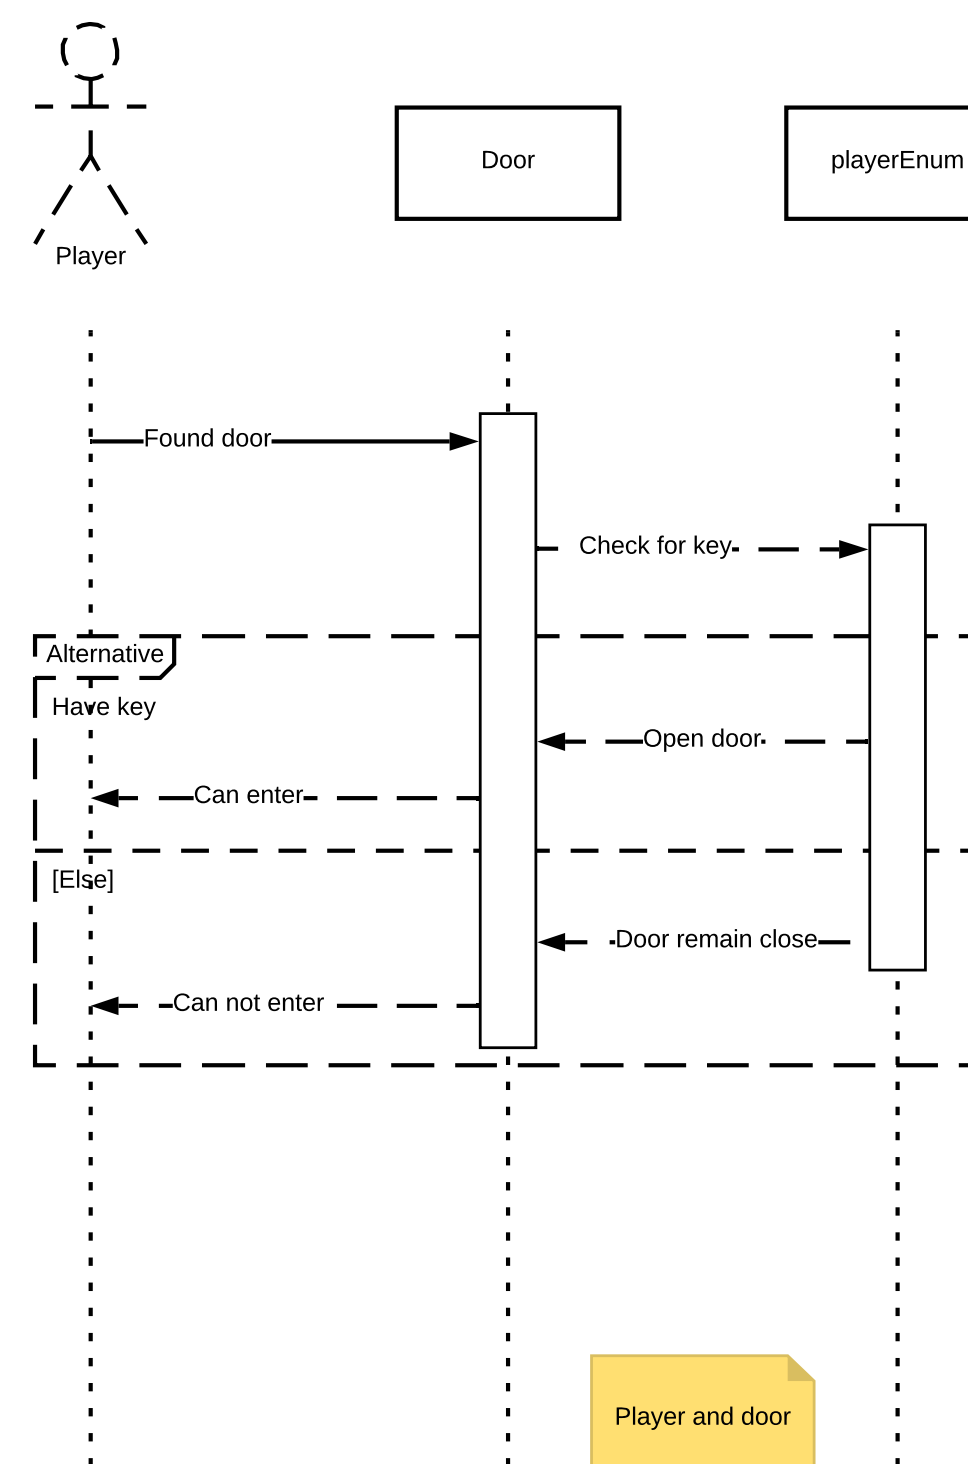 Player
Door
playerEnum
Found door
Check for key
Alternative
Have key
Open door
Can enter
[Else]
Door remain close
Can not enter
Player and door